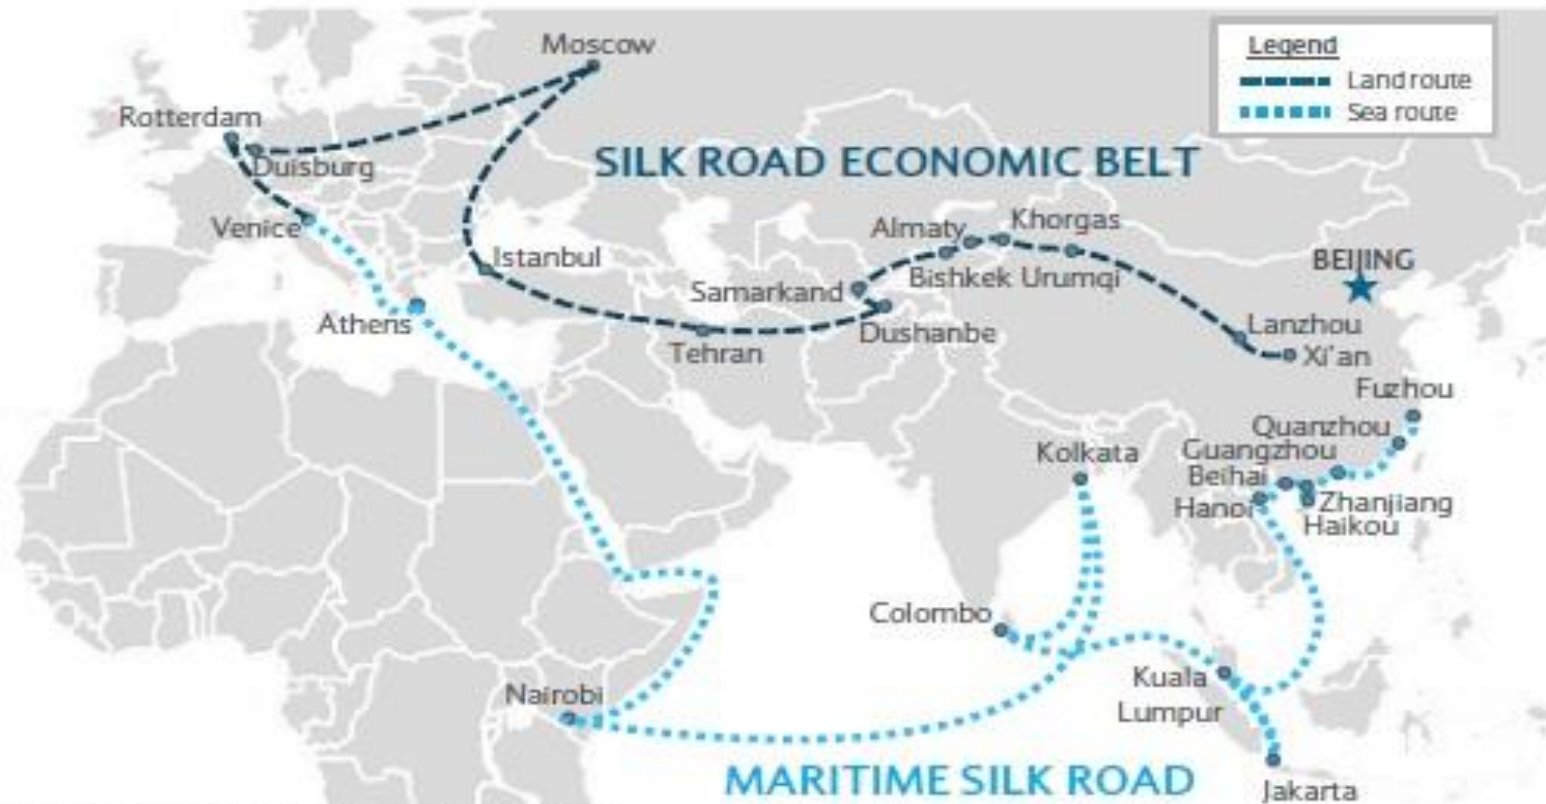 Moscow
Legend
Land route
Sea route
Rotterdam
Duisburg
SILK ROAD ECONOMIC BELT
Venice
Almaty
Khorgas
Istanbul
BEIJING
Samarkand
Bishkek Urumqi
Athens
Tehran
Dushanbe
Lanzhou
Xi'an
Fuzhou
Quanzhou
Kolkata
Guangzhou
Beihai
Hanoi
Zhanjiang
Haikou
Colombo
Nairobi
Kuala
Lumpur
MARITIME SILK ROAD
Jakarta